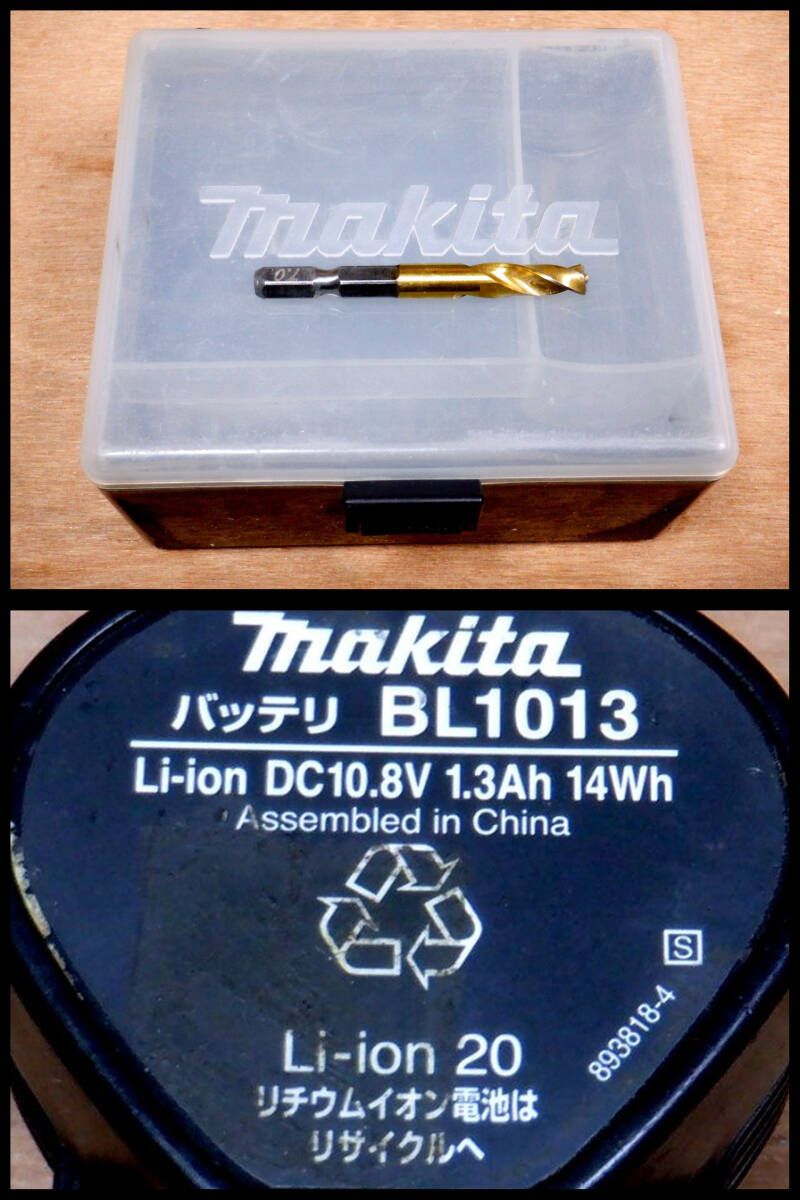 makita
7.0
makita
バッテリ BL1013
Li-ion DC10.8V 1.3Ah 14Wh
Assembled in China
S
893818-4
Li-ion 20
リチウムイオン電池は
リサイクルへ